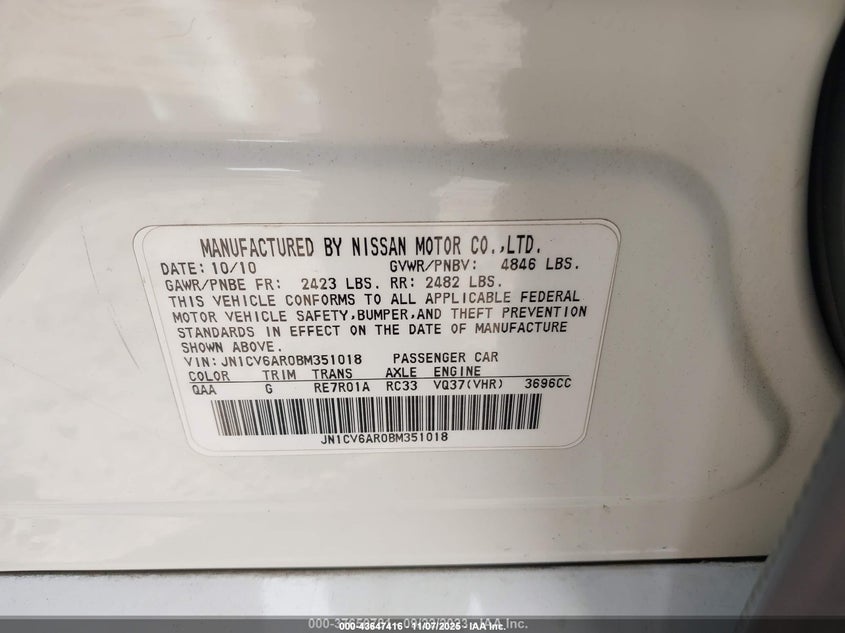 MANUFACTURED BY NISSAN MOTOR CO.,LTD.
DATE: 10/10 GVWR/PNBV: 4846 LBS.
GAWR/PNBE FR: 2423 LBS. RR: 2482 LBS.
THIS VEHICLE CONFORMS TO ALL APPLICABLE FEDERAL
MOTOR VEHICLE SAFETY,BUMPER,AND THEFT PREVENTION
STANDARDS IN EFFECT ON THE DATE OF MANUFACTURE
SHOWN ABOVE.
VIN: JN1CV6AR0BM351018 PASSENGER CAR
COLOR TRIM TRANS AXLE ENGINE
QAA G RE7R01A RC33 VQ37(VHR) 3696CC
JN1CV6AR0BM351018
000-43647416 11/07/2025 - IAA Inc.